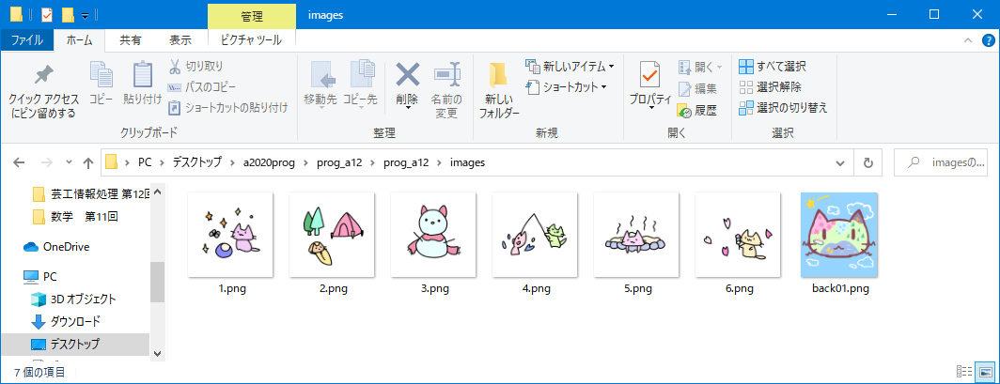 管理
images
ファイル
ホーム
共有
表示
ピクチャ ツール
クイック アクセス
にピン留めする
コピー
貼り付け
切り取り
パスのコピー
ショートカットの貼り付け
クリップボード
移動先
コピー先
削除
名前の
変更
整理
新しい
フォルダー
新しいアイテム
ショートカット
新規
プロパティ
開く
編集
履歴
開く
すべて選択
選択解除
選択の切り替え
選択
PC
デスクトップ
a2020prog
prog_a12
prog_a12
images
imagesの...
芸工情報処理 第12回
数学　第11回
OneDrive
PC
3D オブジェクト
ダウンロード
デスクトップ
1.png
2.png
3.png
4.png
5.png
6.png
back01.png
7 個の項目